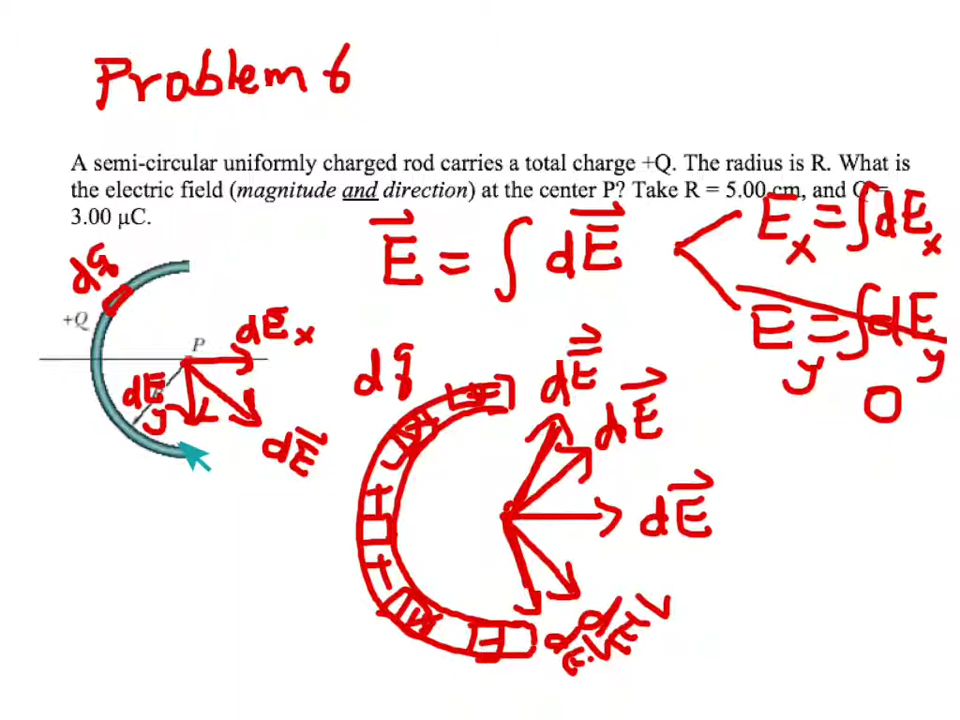 Problem 6
A semi-circular uniformly charged rod carries a total charge +Q. The radius is R. What is
the electric field (magnitude and direction) at the center P? Take R = 5.00 cm, and Q =
3.00 μC.
E = ∫ dE
Ex = ∫dEx
Ey = ∫dEy
0
dq
+Q
P
dEx
dEy
dE
dq
dE
dE
dE